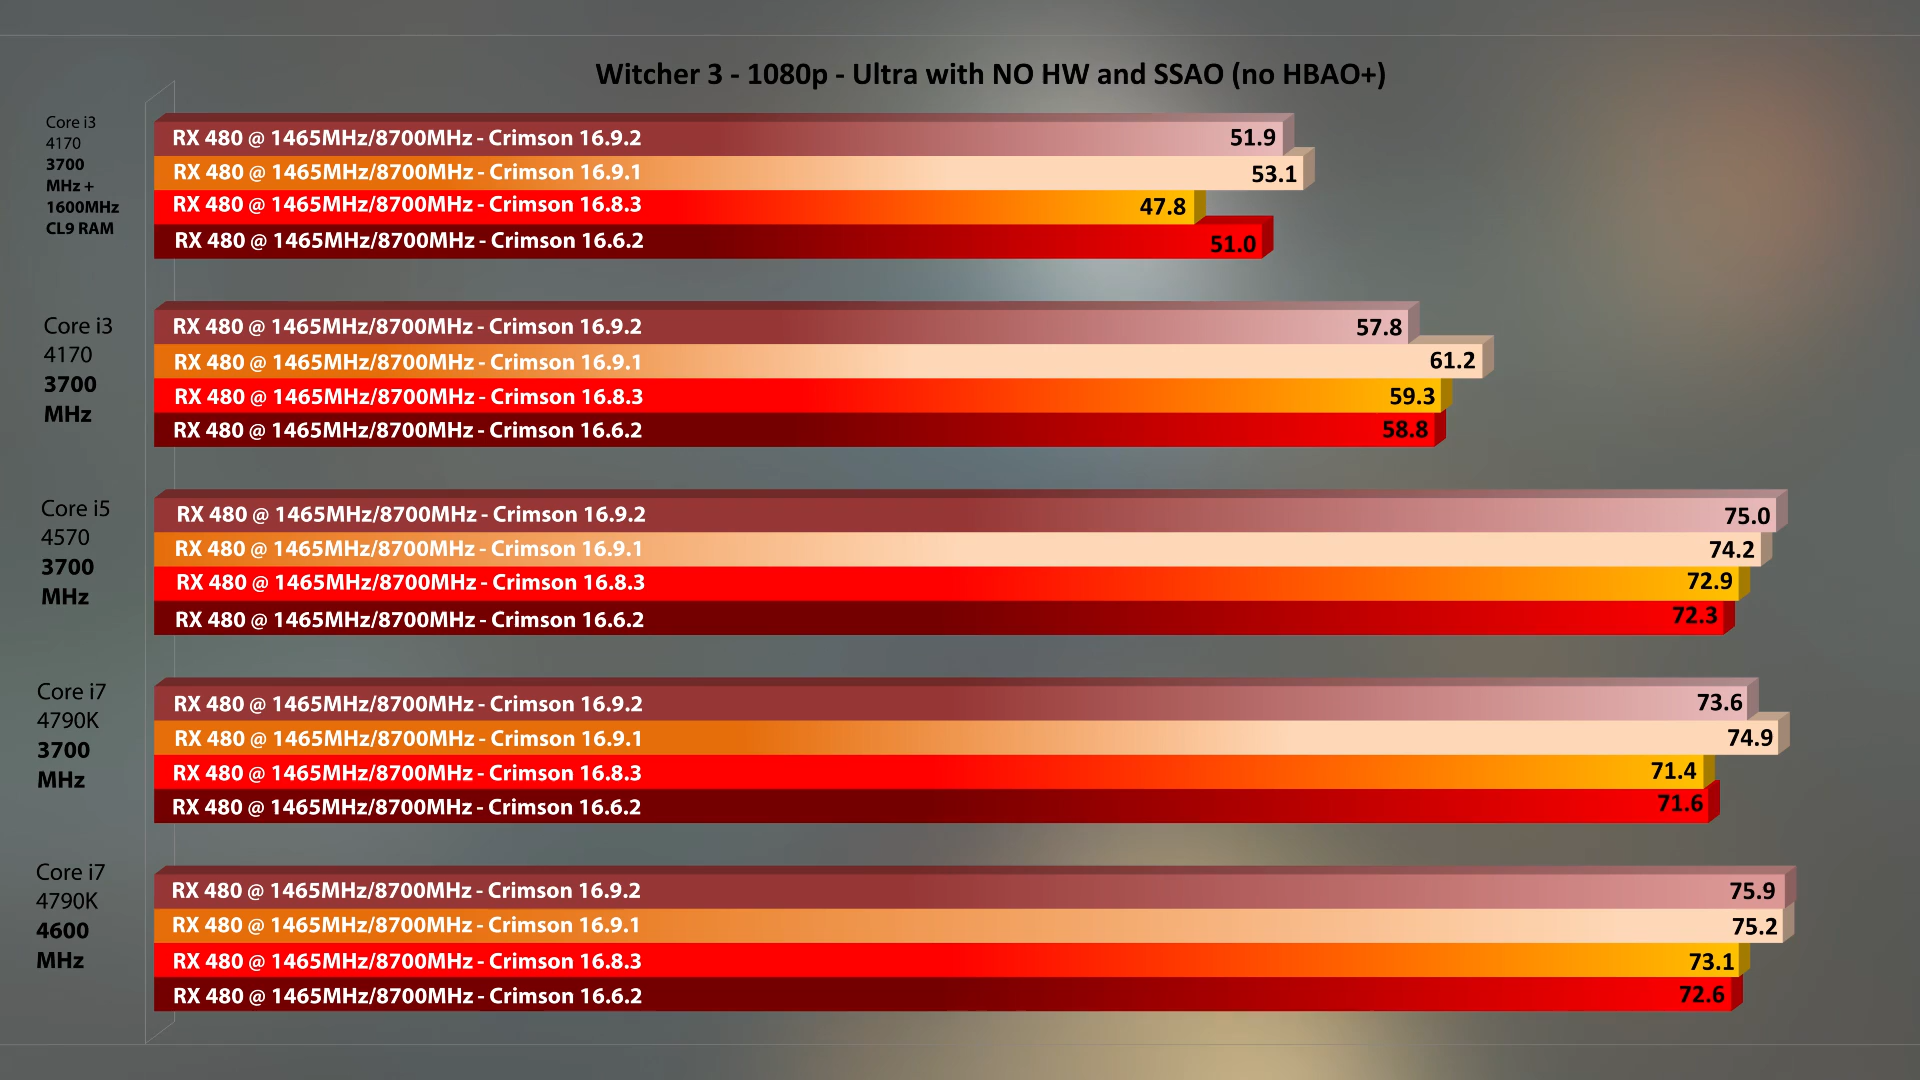 Witcher 3 - 1080p - Ultra with NO HW and SSAO (no HBAO+)
Core i3
4170
3700
MHz +
1600MHz
CL9 RAM
RX 480 @ 1465MHz/8700MHz - Crimson 16.9.2 51.9
RX 480 @ 1465MHz/8700MHz - Crimson 16.9.1 53.1
RX 480 @ 1465MHz/8700MHz - Crimson 16.8.3 47.8
RX 480 @ 1465MHz/8700MHz - Crimson 16.6.2 51.0
Core i3
4170
3700
MHz
RX 480 @ 1465MHz/8700MHz - Crimson 16.9.2 57.8
RX 480 @ 1465MHz/8700MHz - Crimson 16.9.1 61.2
RX 480 @ 1465MHz/8700MHz - Crimson 16.8.3 59.3
RX 480 @ 1465MHz/8700MHz - Crimson 16.6.2 58.8
Core i5
4570
3700
MHz
RX 480 @ 1465MHz/8700MHz - Crimson 16.9.2 75.0
RX 480 @ 1465MHz/8700MHz - Crimson 16.9.1 74.2
RX 480 @ 1465MHz/8700MHz - Crimson 16.8.3 72.9
RX 480 @ 1465MHz/8700MHz - Crimson 16.6.2 72.3
Core i7
4790K
3700
MHz
RX 480 @ 1465MHz/8700MHz - Crimson 16.9.2 73.6
RX 480 @ 1465MHz/8700MHz - Crimson 16.9.1 74.9
RX 480 @ 1465MHz/8700MHz - Crimson 16.8.3 71.4
RX 480 @ 1465MHz/8700MHz - Crimson 16.6.2 71.6
Core i7
4790K
4600
MHz
RX 480 @ 1465MHz/8700MHz - Crimson 16.9.2 75.9
RX 480 @ 1465MHz/8700MHz - Crimson 16.9.1 75.2
RX 480 @ 1465MHz/8700MHz - Crimson 16.8.3 73.1
RX 480 @ 1465MHz/8700MHz - Crimson 16.6.2 72.6